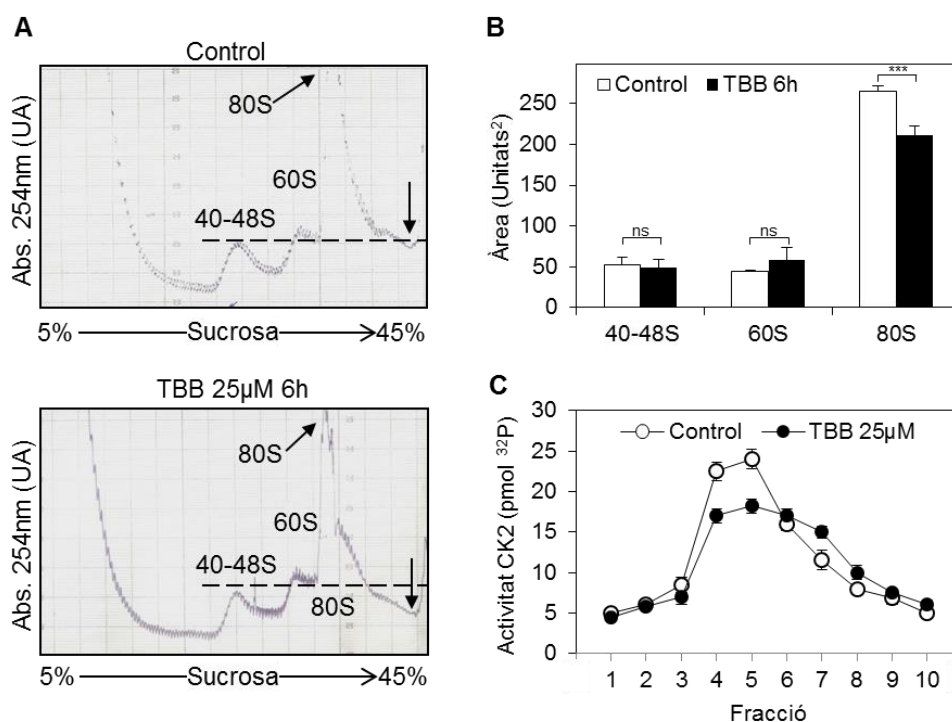 A
Control
80S
60S
40-48S
Abs. 254nm (UA)
5% Sucrosa 45%
TBB 25µM 6h
80S
60S
40-48S
80S
Abs. 254nm (UA)
5% Sucrosa 45%
B
Control TBB 6h
***
ns ns
Àrea (Unitats²)
250
200
150
100
50
0
40-48S 60S 80S
C
Control TBB 25µM
Activitat CK2 (pmol ³²P)
30
25
20
15
10
5
0
1 2 3 4 5 6 7 8 9 10
Fracció